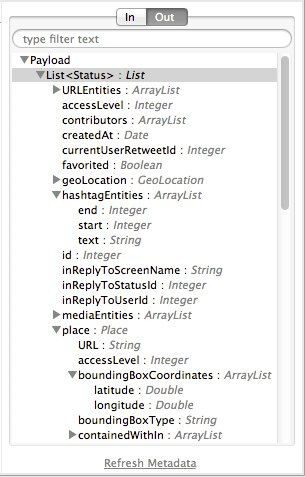 In Out
type filter text
Payload
List<Status> : List
URLEntities : ArrayList
accessLevel : Integer
contributors : ArrayList
createdAt : Date
currentUserRetweetId : Integer
favorited : Boolean
geoLocation : GeoLocation
hashtagEntities : ArrayList
end : Integer
start : Integer
text : String
id : Integer
inReplyToScreenName : String
inReplyToStatusId : Integer
inReplyToUserId : Integer
mediaEntities : ArrayList
place : Place
URL : String
accessLevel : Integer
boundingBoxCoordinates : ArrayList
latitude : Double
longitude : Double
boundingBoxType : String
containedWithIn : ArrayList
Refresh Metadata